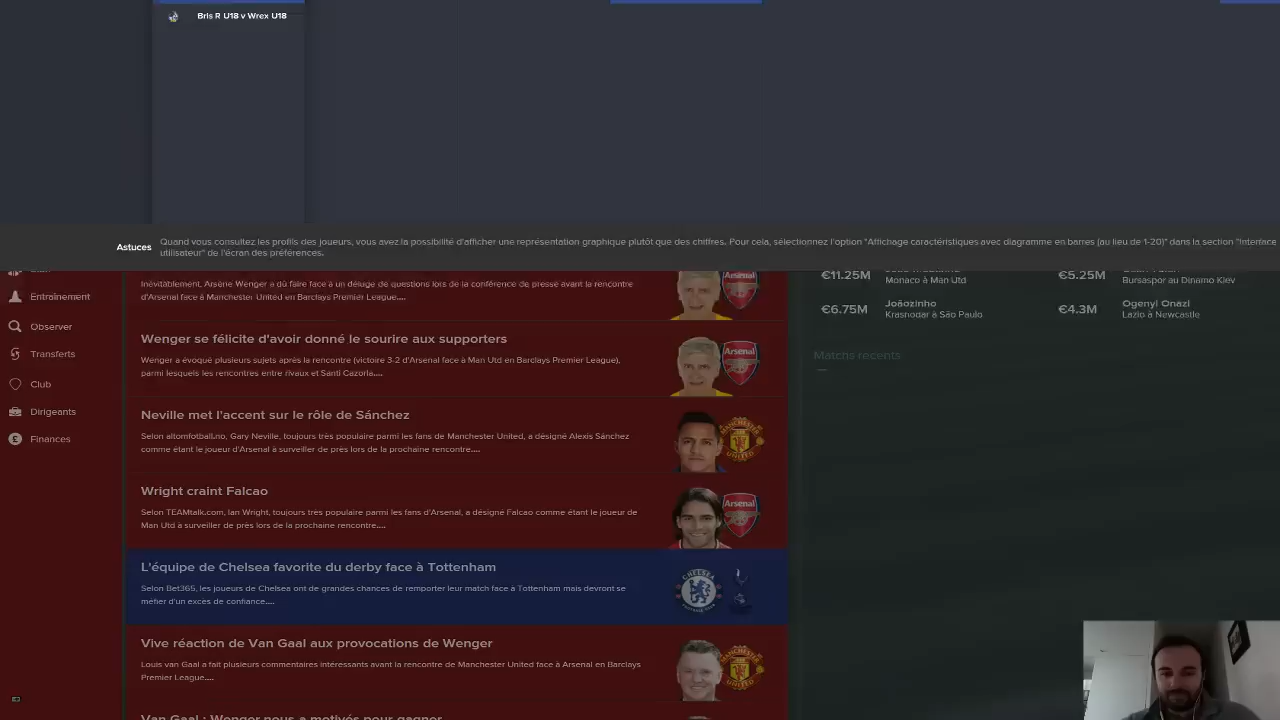 Bris R U18 v Wrex U18
Astuces
Quand vous consultez les profils des joueurs, vous avez la possibilité d'afficher une représentation graphique plutôt que des chiffres. Pour cela, sélectionnez l'option "Affichage caractéristiques avec diagramme en barres (au lieu de 1-20)" dans la section "Interface
utilisateur" de l'écran des préférences.
Entraînement
Observer
Transferts
Club
Dirigeants
Finances
Inévitablement, Arsène Wenger a dû faire face à un déluge de questions lors de la conférence de presse avant la rencontre
d'Arsenal face à Manchester United en Barclays Premier League....
Wenger se félicite d'avoir donné le sourire aux supporters
Wenger a évoqué plusieurs sujets après la rencontre (victoire 3-2 d'Arsenal face à Man Utd en Barclays Premier League),
parmi lesquels les rencontres entre rivaux et Santi Cazorla....
Neville met l'accent sur le rôle de Sánchez
Selon altomfotball.no, Gary Neville, toujours très populaire parmi les fans de Manchester United, a désigné Alexis Sánchez
comme étant le joueur d'Arsenal à surveiller de près lors de la prochaine rencontre....
Wright craint Falcao
Selon TEAMtalk.com, Ian Wright, toujours très populaire parmi les fans d'Arsenal, a désigné Falcao comme étant le joueur de
Man Utd à surveiller de près lors de la prochaine rencontre....
L'équipe de Chelsea favorite du derby face à Tottenham
Selon Bet365, les joueurs de Chelsea ont de grandes chances de remporter leur match face à Tottenham mais devront se
méfier d'un excès de confiance....
Vive réaction de Van Gaal aux provocations de Wenger
Louis van Gaal a fait plusieurs commentaires intéressants avant la rencontre de Manchester United face à Arsenal en Barclays
Premier League....
Van Gaal : Wenger nous a motivés pour gagner
€11.25M
Monaco à Man Utd
€5.25M
Bursaspor au Dinamo Kiev
€6.75M
Joãozinho
Krasnodar à São Paulo
€4.3M
Ogenyi Onazi
Lazio à Newcastle
Matchs récents